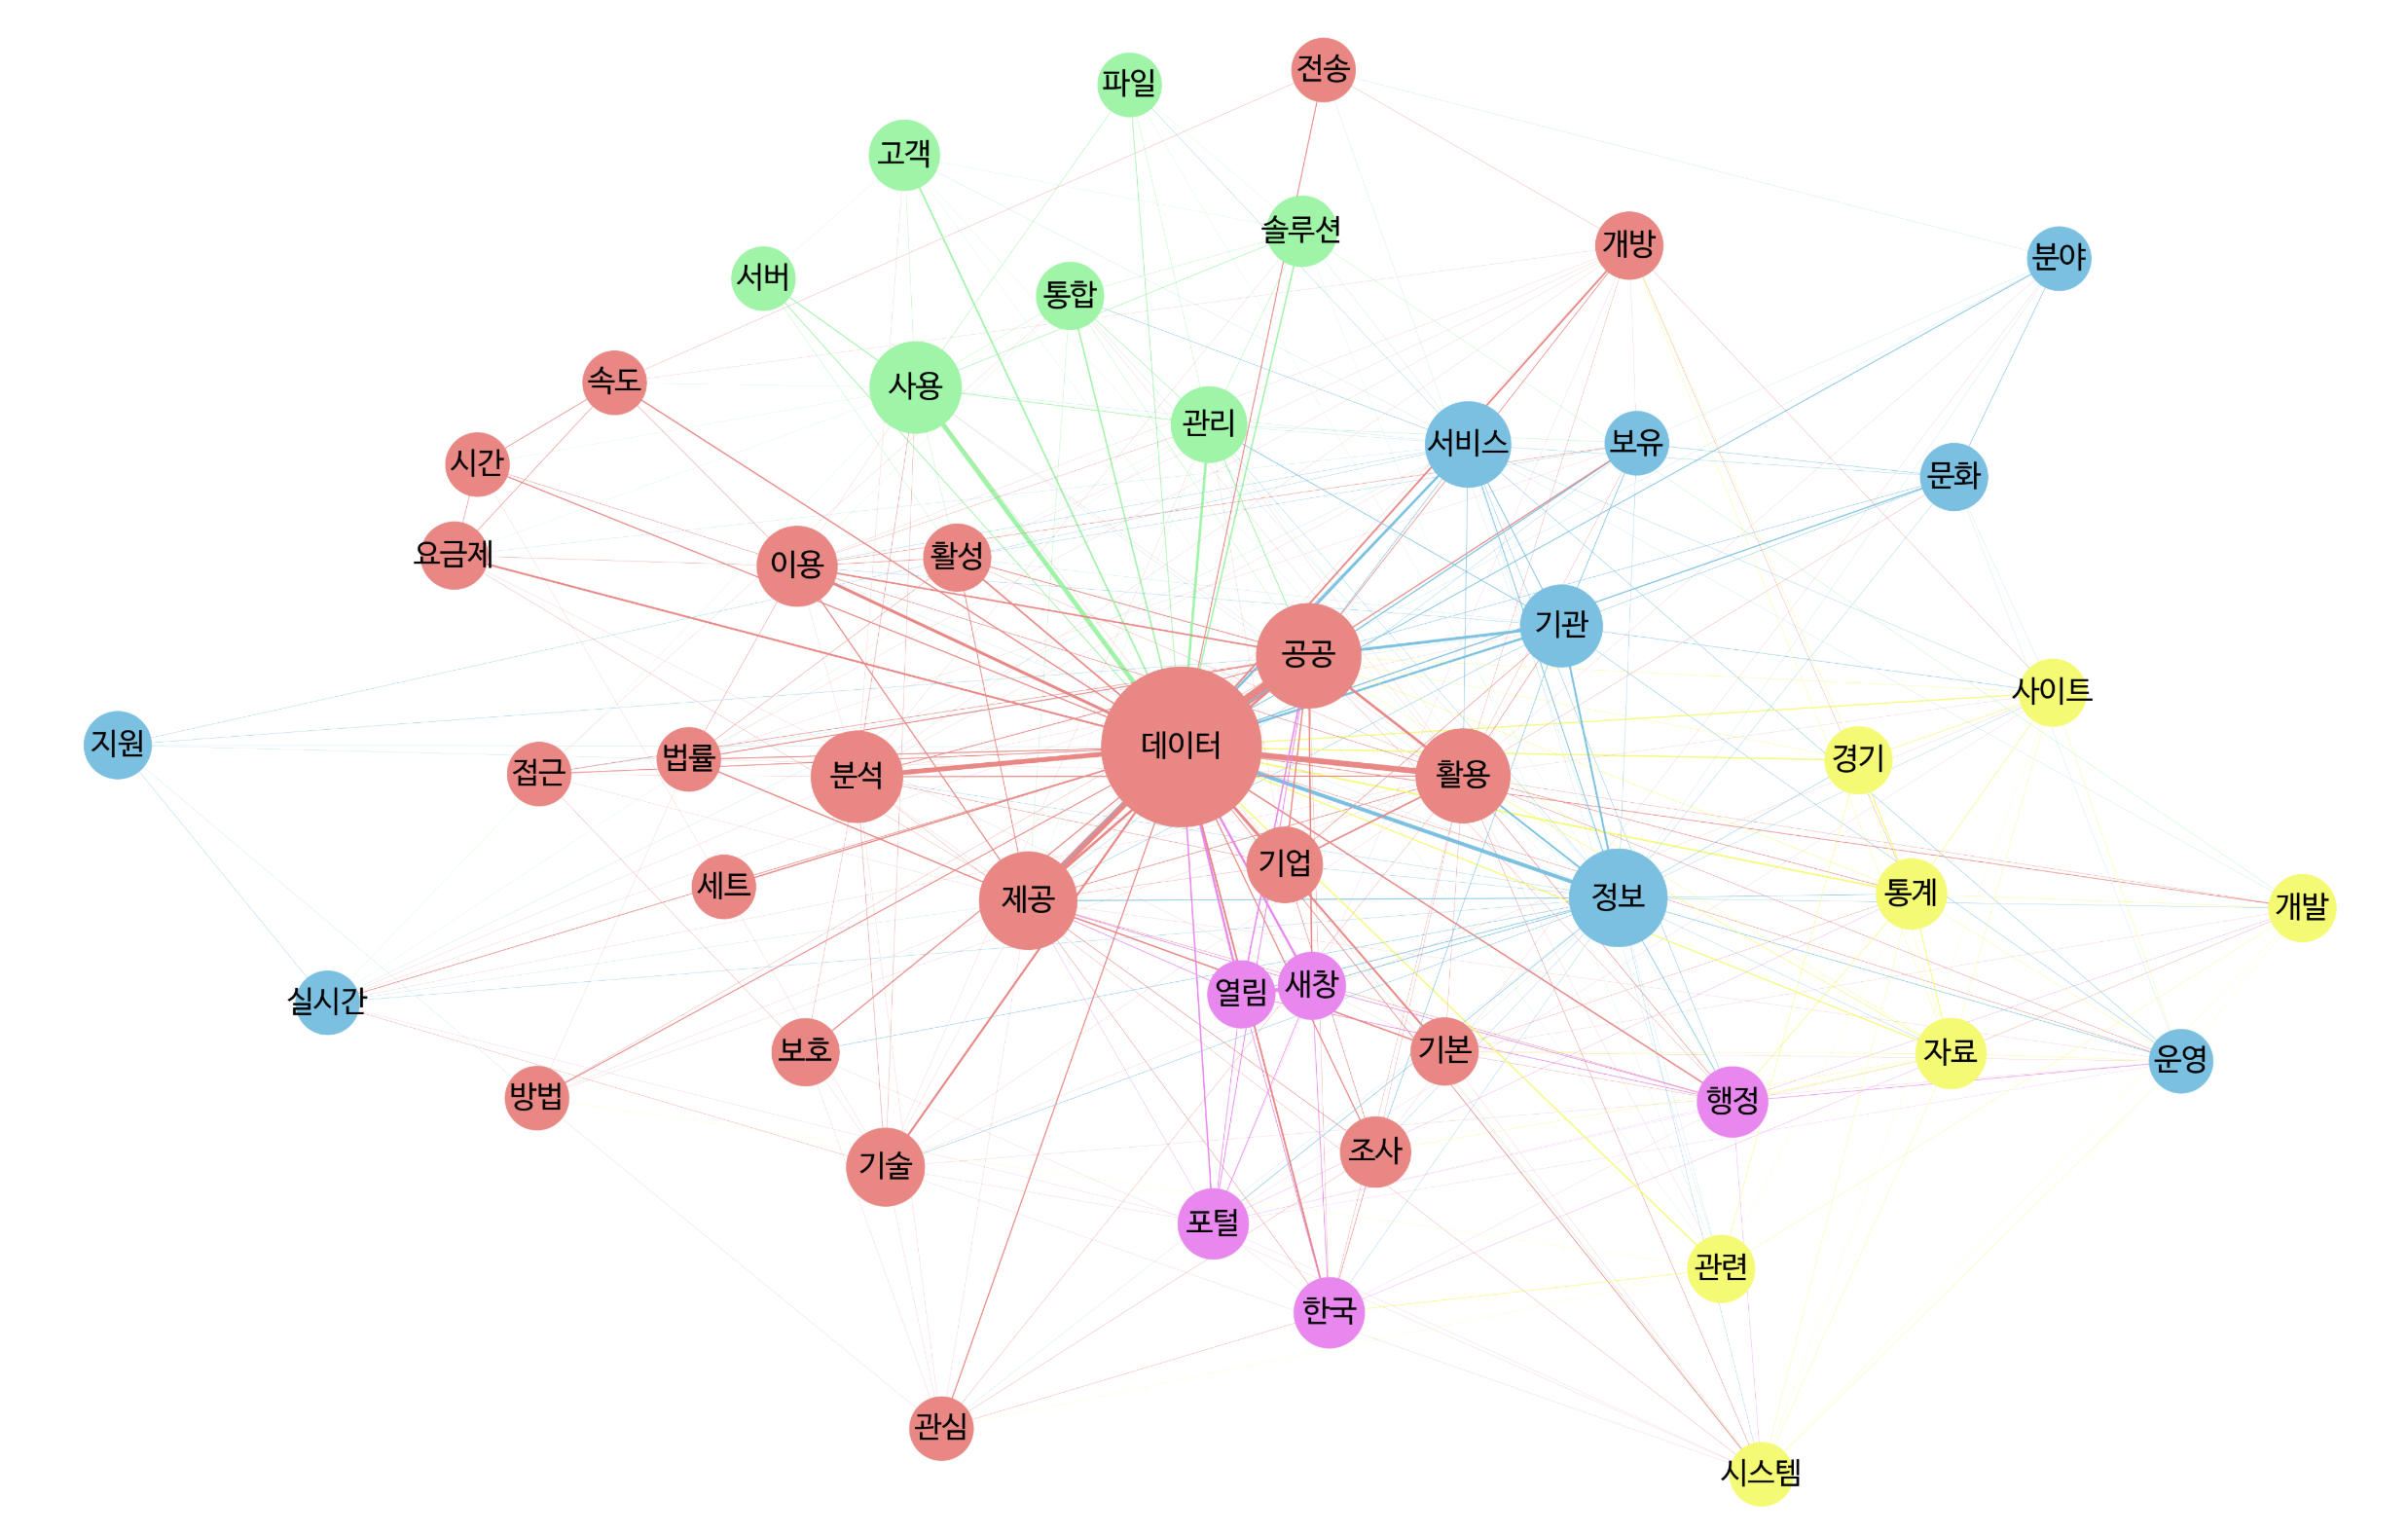 전송
파일
고객
솔루션
개방
분야
서버
통합
속도
사용
관리
서비스
보유
시간
문화
요금제
이용
활성
기관
공공
사이트
지원
데이터
법률
경기
접근
분석
활용
기업
세트
제공
정보
통계
개발
열림
새창
실시간
보호
기본
자료
운영
방법
행정
조사
기술
포털
관련
한국
관심
시스템